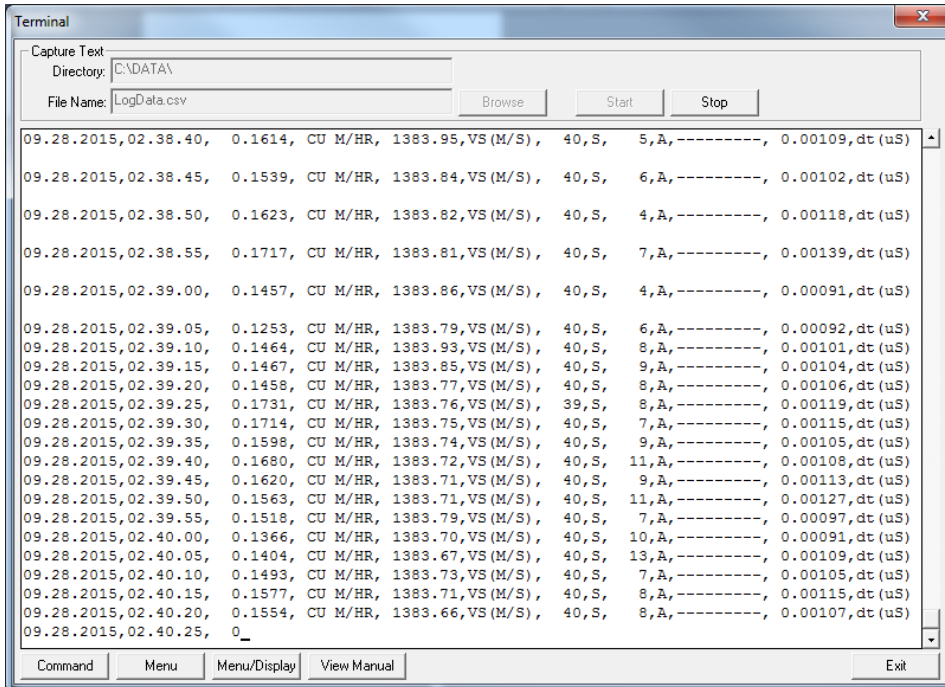 Terminal
Capture Text
Directory: C:\DATA\
File Name: LogData.csv Browse Start Stop
09.28.2015,02.38.40,  0.1614, CU M/HR, 1383.95,VS(M/S),  40,S,   5,A,---------, 0.00109,dt(uS)
09.28.2015,02.38.45,  0.1539, CU M/HR, 1383.84,VS(M/S),  40,S,   6,A,---------, 0.00102,dt(uS)
09.28.2015,02.38.50,  0.1623, CU M/HR, 1383.82,VS(M/S),  40,S,   4,A,---------, 0.00118,dt(uS)
09.28.2015,02.38.55,  0.1717, CU M/HR, 1383.81,VS(M/S),  40,S,   7,A,---------, 0.00139,dt(uS)
09.28.2015,02.39.00,  0.1457, CU M/HR, 1383.86,VS(M/S),  40,S,   4,A,---------, 0.00091,dt(uS)
09.28.2015,02.39.05,  0.1253, CU M/HR, 1383.79,VS(M/S),  40,S,   6,A,---------, 0.00092,dt(uS)
09.28.2015,02.39.10,  0.1464, CU M/HR, 1383.93,VS(M/S),  40,S,   8,A,---------, 0.00101,dt(uS)
09.28.2015,02.39.15,  0.1467, CU M/HR, 1383.85,VS(M/S),  40,S,   9,A,---------, 0.00104,dt(uS)
09.28.2015,02.39.20,  0.1458, CU M/HR, 1383.77,VS(M/S),  40,S,   8,A,---------, 0.00106,dt(uS)
09.28.2015,02.39.25,  0.1731, CU M/HR, 1383.76,VS(M/S),  39,S,   8,A,---------, 0.00119,dt(uS)
09.28.2015,02.39.30,  0.1714, CU M/HR, 1383.75,VS(M/S),  40,S,   7,A,---------, 0.00115,dt(uS)
09.28.2015,02.39.35,  0.1598, CU M/HR, 1383.74,VS(M/S),  40,S,   9,A,---------, 0.00105,dt(uS)
09.28.2015,02.39.40,  0.1680, CU M/HR, 1383.72,VS(M/S),  40,S,  11,A,---------, 0.00108,dt(uS)
09.28.2015,02.39.45,  0.1620, CU M/HR, 1383.71,VS(M/S),  40,S,   9,A,---------, 0.00113,dt(uS)
09.28.2015,02.39.50,  0.1563, CU M/HR, 1383.71,VS(M/S),  40,S,  11,A,---------, 0.00127,dt(uS)
09.28.2015,02.39.55,  0.1518, CU M/HR, 1383.79,VS(M/S),  40,S,   7,A,---------, 0.00097,dt(uS)
09.28.2015,02.40.00,  0.1366, CU M/HR, 1383.70,VS(M/S),  40,S,  10,A,---------, 0.00091,dt(uS)
09.28.2015,02.40.05,  0.1404, CU M/HR, 1383.67,VS(M/S),  40,S,  13,A,---------, 0.00109,dt(uS)
09.28.2015,02.40.10,  0.1493, CU M/HR, 1383.73,VS(M/S),  40,S,   7,A,---------, 0.00105,dt(uS)
09.28.2015,02.40.15,  0.1577, CU M/HR, 1383.71,VS(M/S),  40,S,   8,A,---------, 0.00115,dt(uS)
09.28.2015,02.40.20,  0.1554, CU M/HR, 1383.66,VS(M/S),  40,S,   8,A,---------, 0.00107,dt(uS)
09.28.2015,02.40.25,  0_
Command Menu Menu/Display View Manual Exit